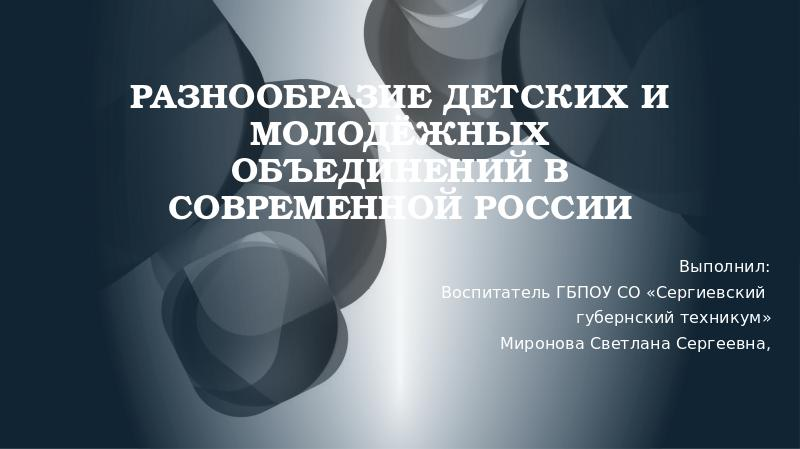 РАЗНООБРАЗИЕ ДЕТСКИХ И
МОЛОДЁЖНЫХ
ОБЪЕДИНЕНИЙ В
СОВРЕМЕННОЙ РОССИИ
Выполнил:
Воспитатель ГБПОУ СО «Сергиевский
губернский техникум»
Миронова Светлана Сергеевна,